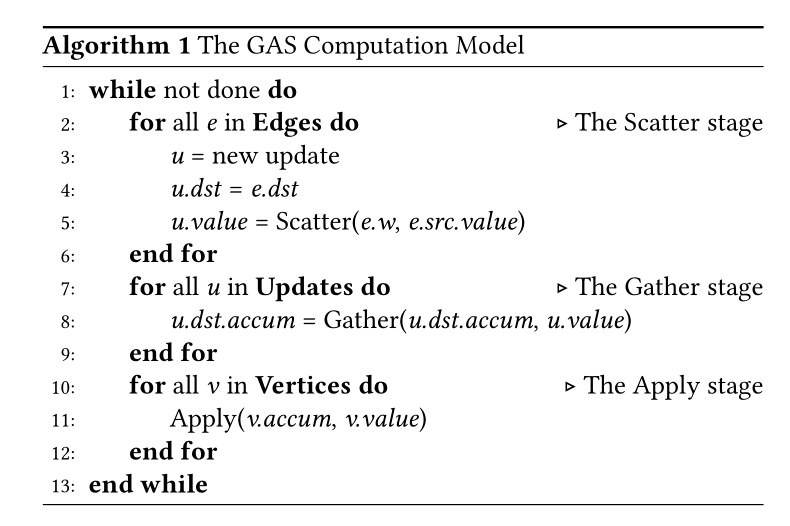 Algorithm 1 The GAS Computation Model
1: while not done do
2: for all e in Edges do ▹ The Scatter stage
3: u = new update
4: u.dst = e.dst
5: u.value = Scatter(e.w, e.src.value)
6: end for
7: for all u in Updates do ▹ The Gather stage
8: u.dst.accum = Gather(u.dst.accum, u.value)
9: end for
10: for all v in Vertices do ▹ The Apply stage
11: Apply(v.accum, v.value)
12: end for
13: end while